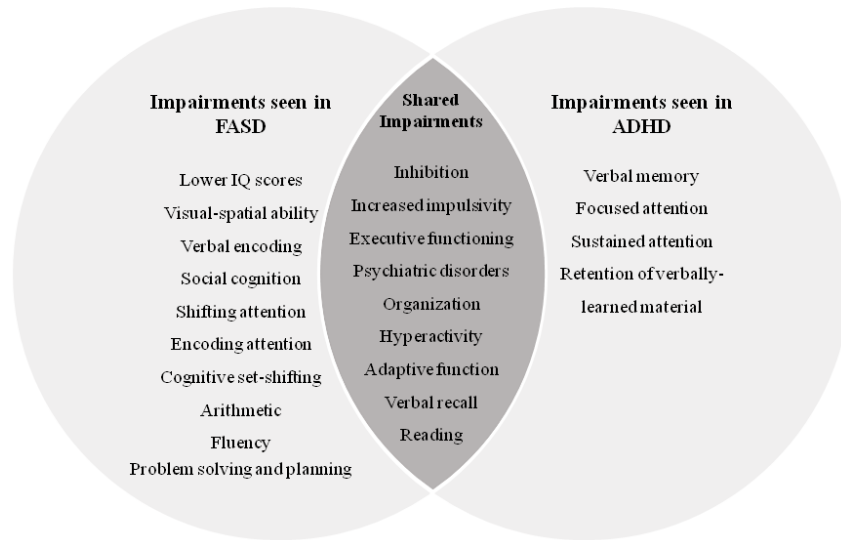 Impairments seen in
FASD
Lower IQ scores
Visual-spatial ability
Verbal encoding
Social cognition
Shifting attention
Encoding attention
Cognitive set-shifting
Arithmetic
Fluency
Problem solving and planning
Shared
Impairments
Inhibition
Increased impulsivity
Executive functioning
Psychiatric disorders
Organization
Hyperactivity
Adaptive function
Verbal recall
Reading
Impairments seen in
ADHD
Verbal memory
Focused attention
Sustained attention
Retention of verbally-
learned material